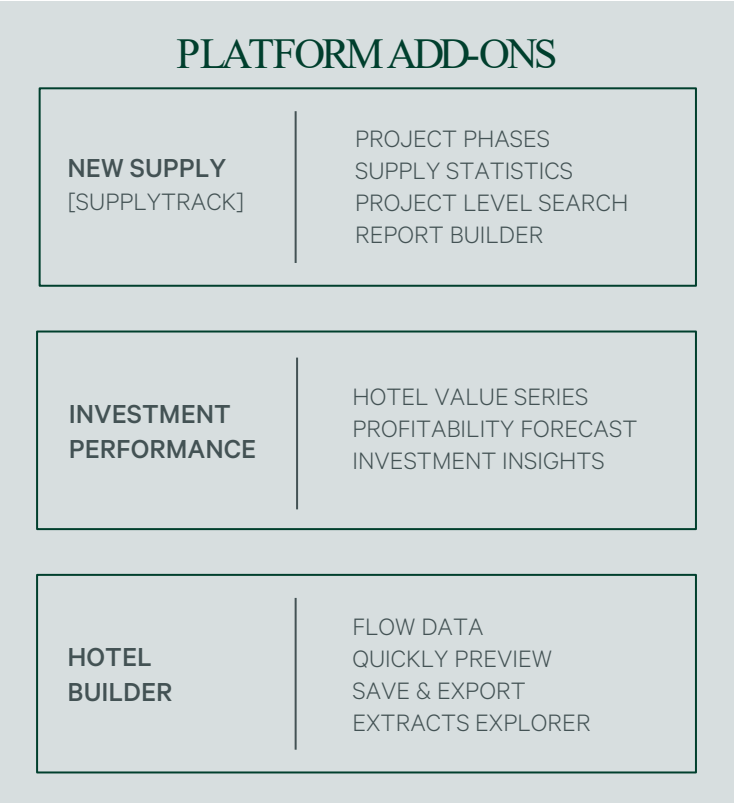 PLATFORM ADD-ONS
NEW SUPPLY
[SUPPLYTRACK]
PROJECT PHASES
SUPPLY STATISTICS
PROJECT LEVEL SEARCH
REPORT BUILDER
INVESTMENT
PERFORMANCE
HOTEL VALUE SERIES
PROFITABILITY FORECAST
INVESTMENT INSIGHTS
HOTEL
BUILDER
FLOW DATA
QUICKLY PREVIEW
SAVE & EXPORT
EXTRACTS EXPLORER